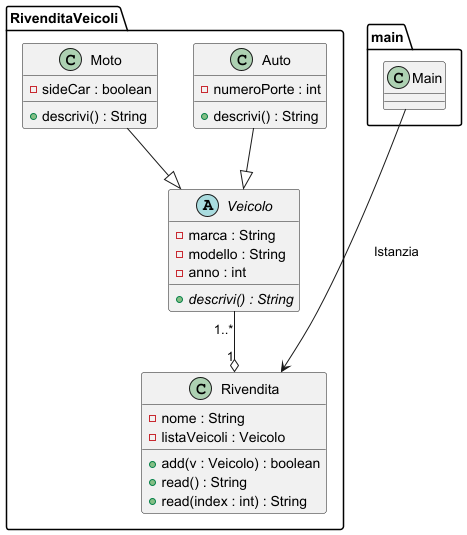 RivenditaVeicoli
main
C Moto
sideCar : boolean
descrivi() : String
C Auto
numeroPorte : int
descrivi() : String
C Main
A Veicolo
marca : String
modello : String
anno : int
descrivi() : String
Istanzia
1..*
1
C Rivendita
nome : String
listaVeicoli : Veicolo
add(v : Veicolo) : boolean
read() : String
read(index : int) : String